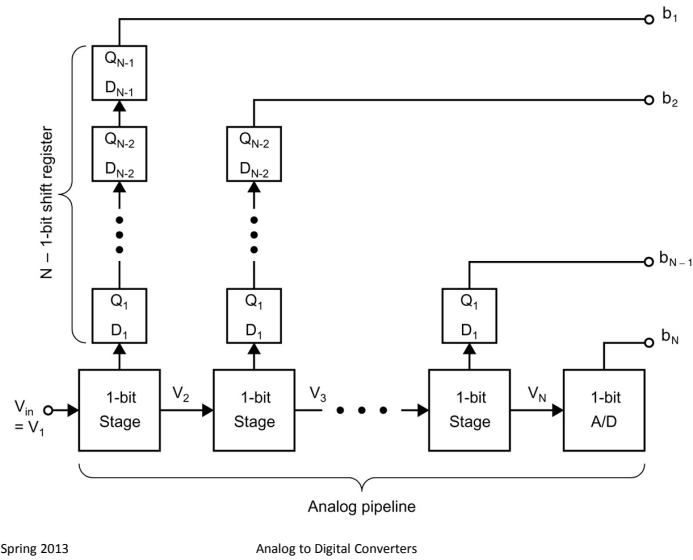 b1
QN-1
DN-1
b2
QN-2
DN-2
QN-2
DN-2
N – 1-bit shift register
bN – 1
Q1
D1
Q1
D1
Q1
D1
bN
Vin
= V1
1-bit
Stage
V2
1-bit
Stage
V3
1-bit
Stage
VN
1-bit
A/D
Analog pipeline
Spring 2013
Analog to Digital Converters